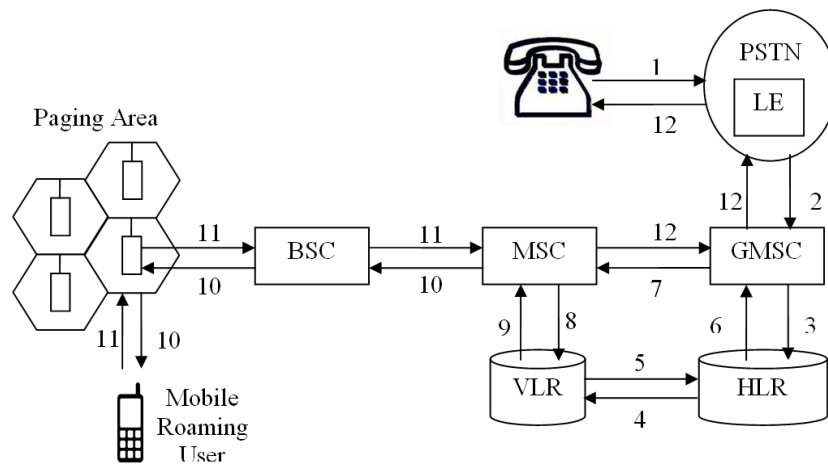 PSTN
1
LE
12
Paging Area
12
2
11
11
12
BSC
MSC
GMSC
10
10
7
11
10
9
8
6
3
5
VLR
HLR
4
Mobile
Roaming
User